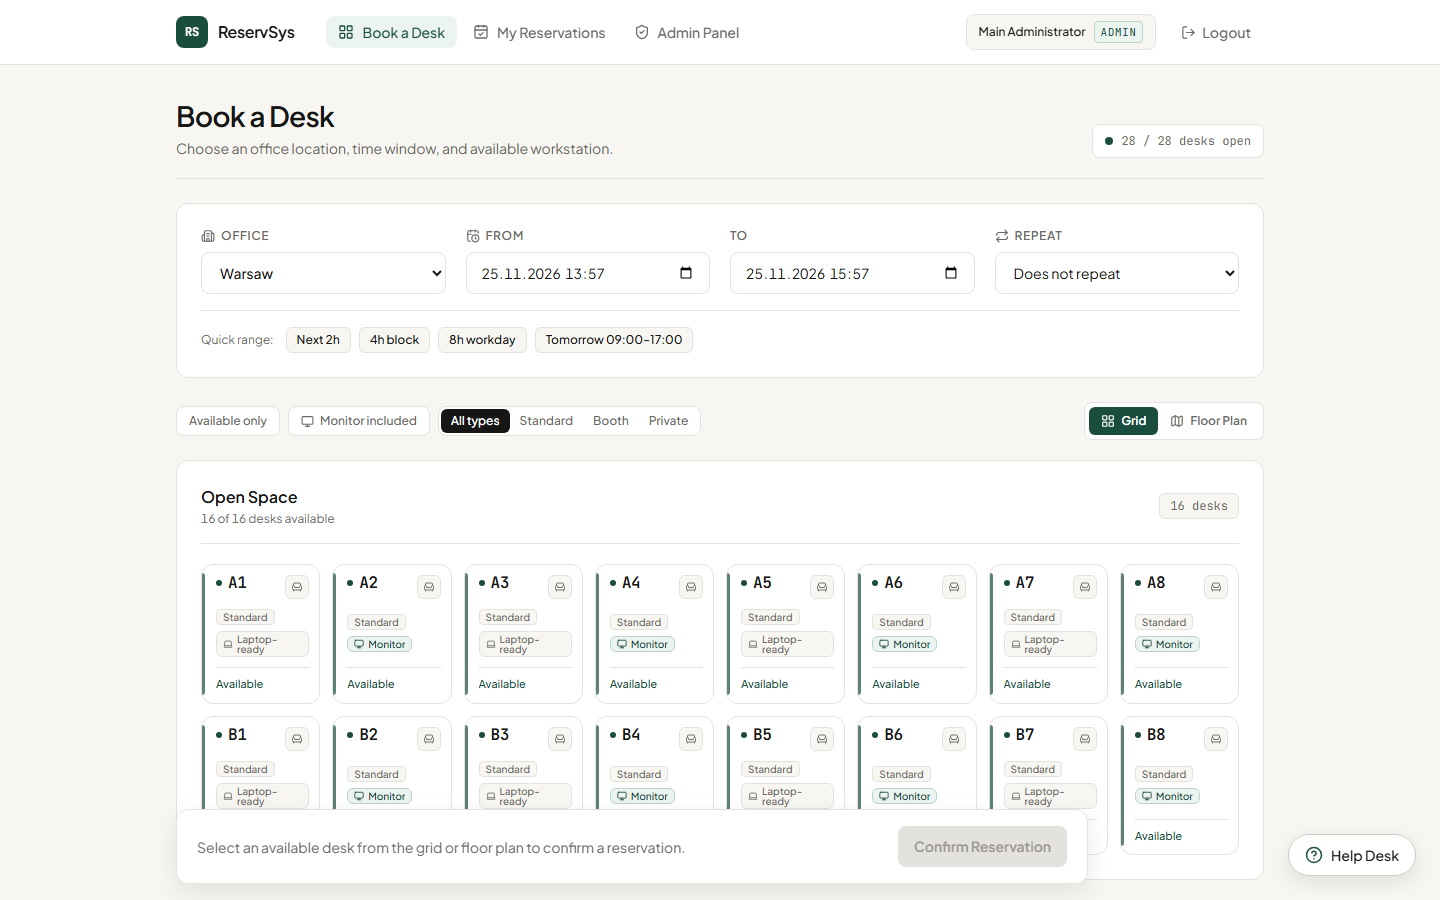 RS ReservSys Book a Desk My Reservations Admin Panel Main Administrator ADMIN Logout
Book a Desk
Choose an office location, time window, and available workstation.
28 / 28 desks open
OFFICE FROM TO REPEAT
Warsaw 25.11.2026 13:57 25.11.2026 15:57 Does not repeat
Quick range: Next 2h 4h block 8h workday Tomorrow 09:00–17:00
Available only Monitor included All types Standard Booth Private Grid Floor Plan
Open Space
16 of 16 desks available
16 desks
A1 A2 A3 A4 A5 A6 A7 A8
Standard Standard Standard Standard Standard Standard Standard Standard
Laptop-ready Monitor Laptop-ready Monitor Laptop-ready Monitor Laptop-ready Monitor
Available Available Available Available Available Available Available Available
B1 B2 B3 B4 B5 B6 B7 B8
Standard Standard Standard Standard Standard Standard Standard Standard
Laptop-ready Monitor Laptop-ready Monitor Laptop-ready Monitor Laptop-ready Monitor
Available
Select an available desk from the grid or floor plan to confirm a reservation. Confirm Reservation
Help Desk